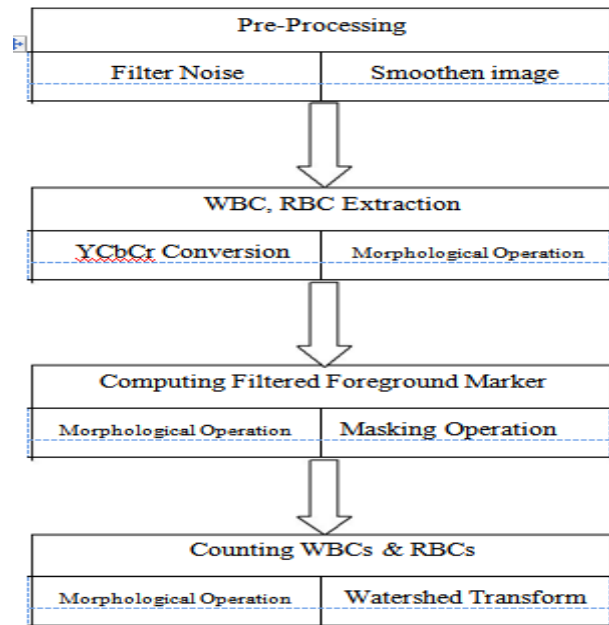 Pre-Processing
Filter Noise Smoothen image
WBC, RBC Extraction
YCbCr Conversion Morphological Operation
Computing Filtered Foreground Marker
Morphological Operation Masking Operation
Counting WBCs & RBCs
Morphological Operation Watershed Transform